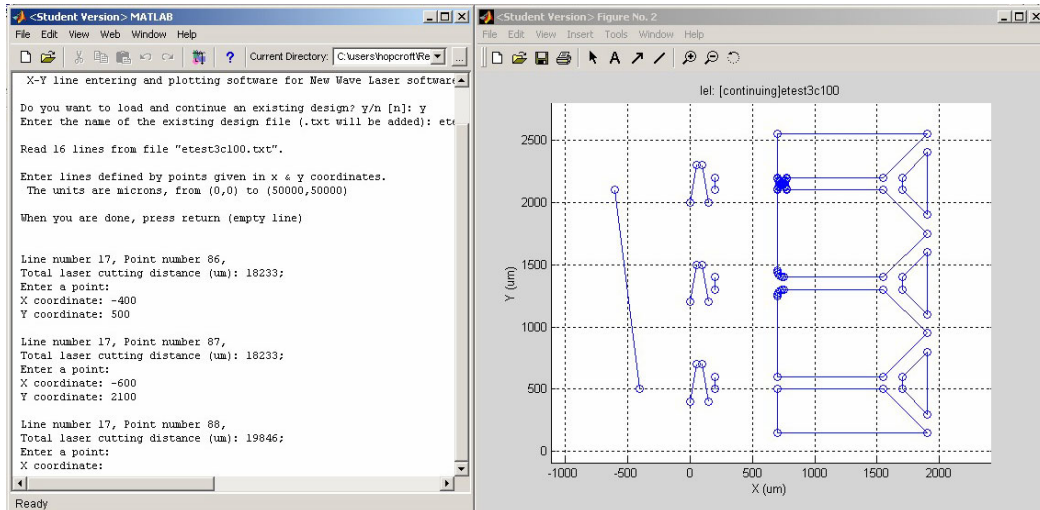 <Student Version> MATLAB
File Edit View Web Window Help
? Current Directory: C:\users\hopcroft\Re ...
X-Y line entering and plotting software for New Wave Laser software
Do you want to load and continue an existing design? y/n [n]: y
Enter the name of the existing design file (.txt will be added): ete
Read 16 lines from file "etest3c100.txt".
Enter lines defined by points given in x & y coordinates.
The units are microns, from (0,0) to (50000,50000)
When you are done, press return (empty line)
Line number 17, Point number 86,
Total laser cutting distance (um): 18233;
Enter a point:
X coordinate: -400
Y coordinate: 500
Line number 17, Point number 87,
Total laser cutting distance (um): 18233;
Enter a point:
X coordinate: -600
Y coordinate: 2100
Line number 17, Point number 88,
Total laser cutting distance (um): 19846;
Enter a point:
X coordinate:
Ready
<Student Version> Figure No. 2
File Edit View Insert Tools Window Help
A
lel: [continuing]etest3c100
2500
2000
1500
1000
500
0
Y (um)
-1000 -500 0 500 1000 1500 2000
X (um)